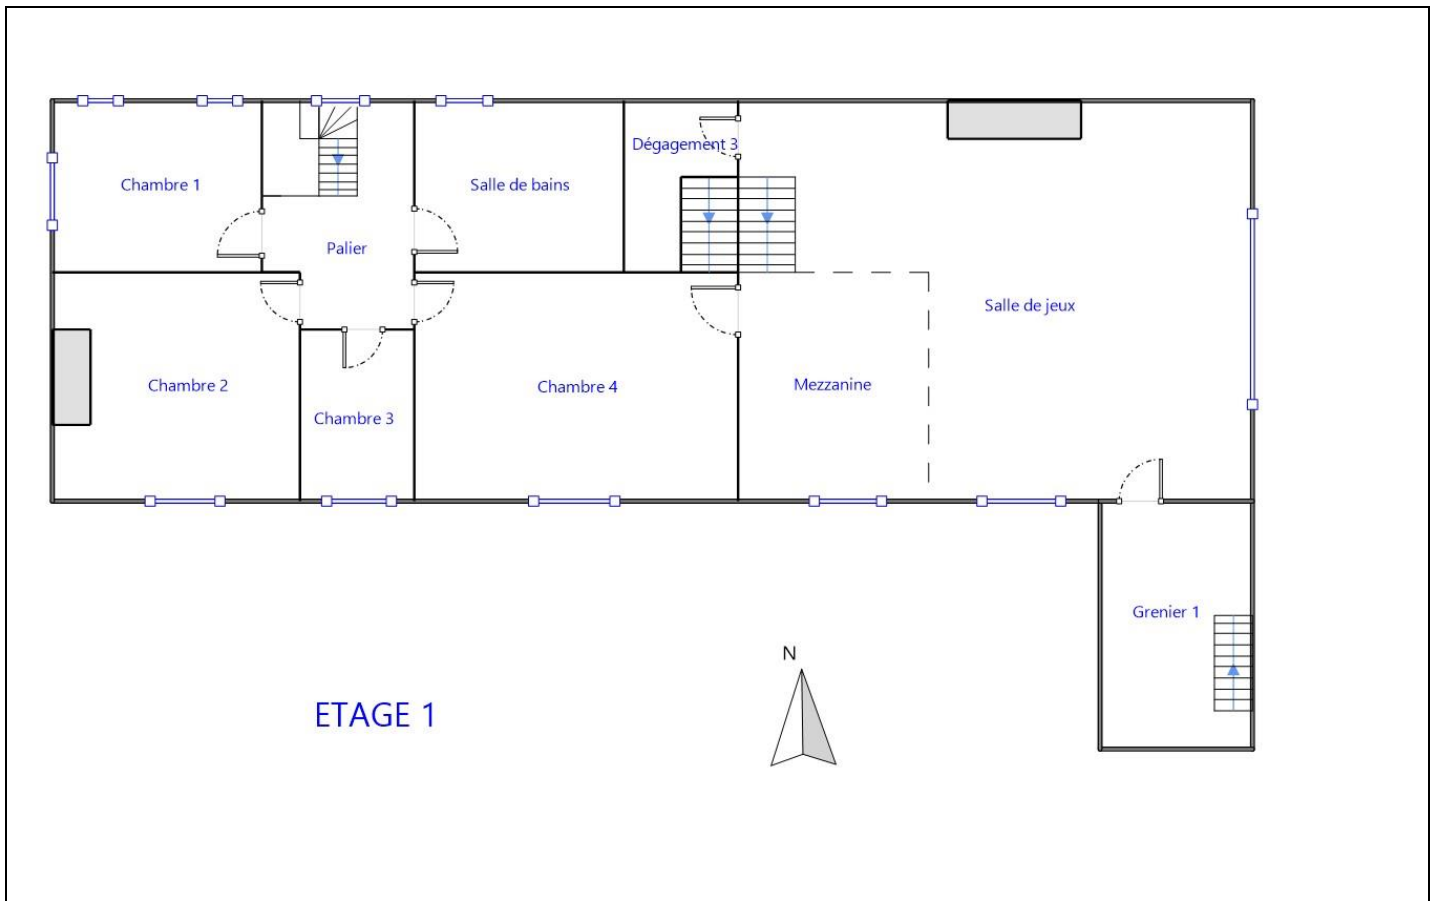 Dégagement 3
Chambre 1
Salle de bains
Palier
Salle de jeux
Chambre 2
Chambre 4
Mezzanine
Chambre 3
Grenier 1
N
ETAGE 1